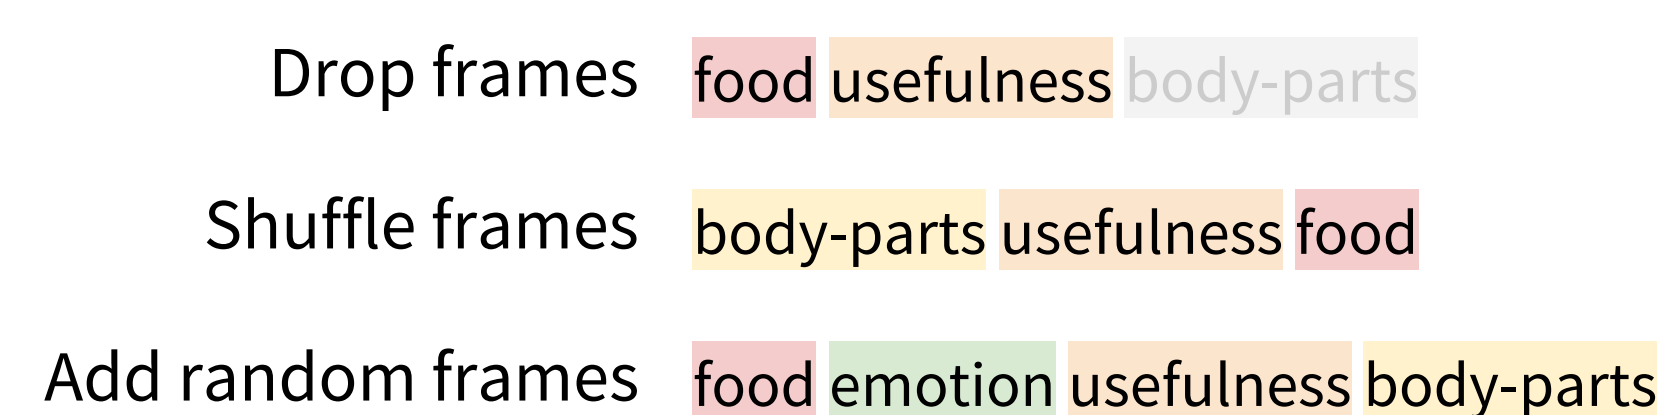 Drop frames food usefulness body-parts
Shuffle frames body-parts usefulness food
Add random frames food emotion usefulness body-parts